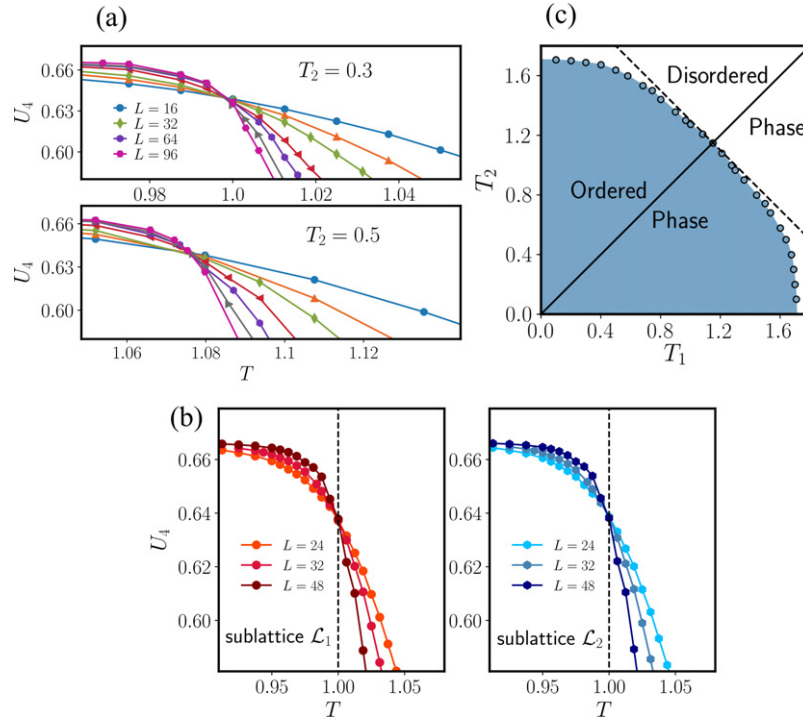 (a)
T₂ = 0.3
U₄
0.66
0.63
0.60
L = 16
L = 32
L = 64
L = 96
0.98
1.00
1.02
1.04
T₂ = 0.5
U₄
0.66
0.63
0.60
1.06
1.08
1.1
1.12
T
(c)
Disordered
Phase
Ordered
Phase
T₂
1.6
1.2
0.8
0.4
0.0
0.0
0.4
0.8
1.2
1.6
T₁
(b)
U₄
0.66
0.64
0.62
0.60
L = 24
L = 32
L = 48
sublattice ℒ₁
0.95
1.00
1.05
T
0.66
0.64
0.62
0.60
L = 24
L = 32
L = 48
sublattice ℒ₂
0.95
1.00
1.05
T